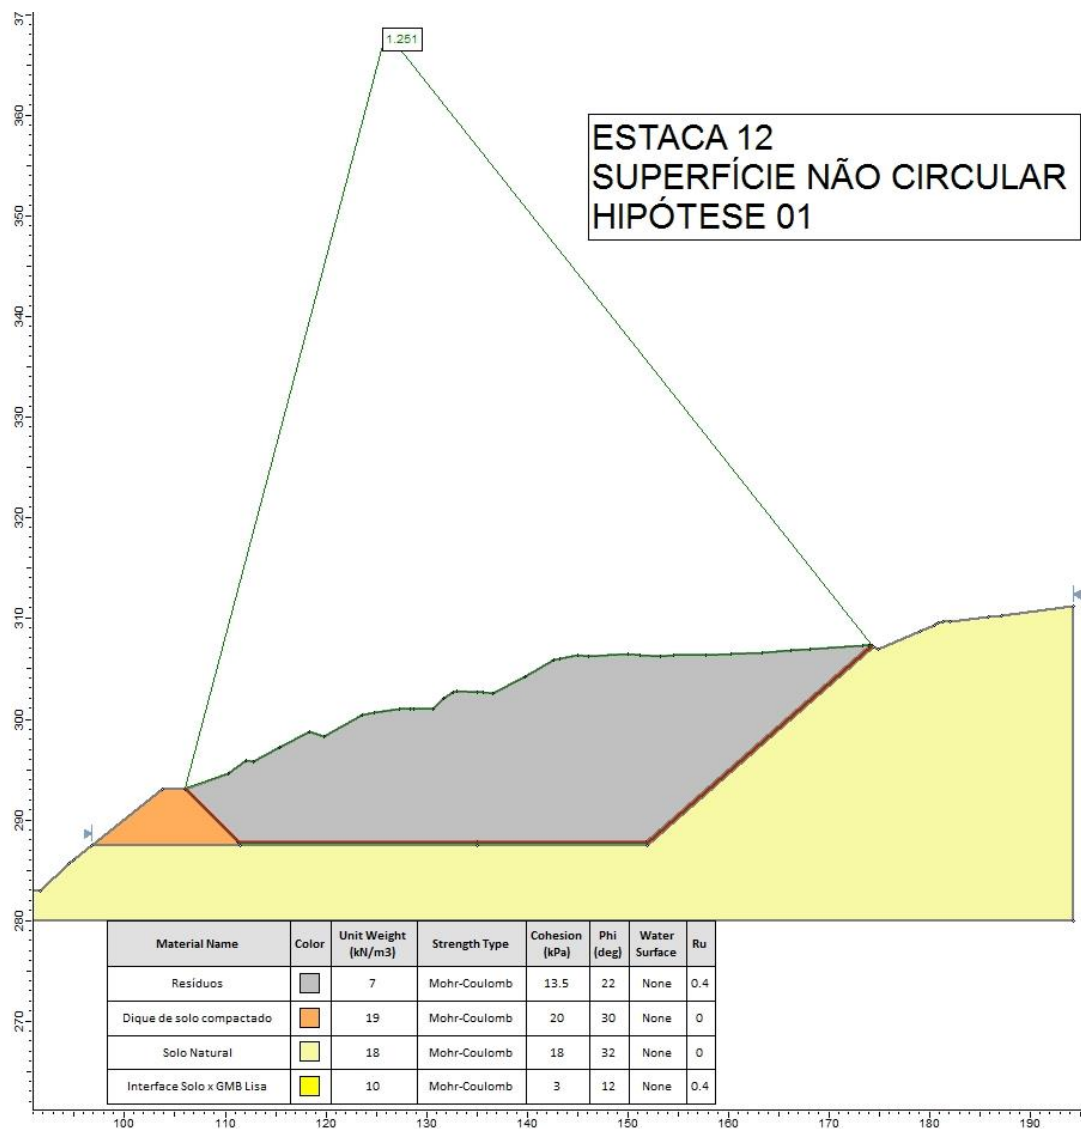 37
1.251
360
ESTACA 12
SUPERFÍCIE NÃO CIRCULAR
HIPÓTESE 01
350
340
330
320
310
300
290
280
Material Name Color Unit Weight (kN/m3) Strength Type Cohesion (kPa) Phi (deg) Water Surface Ru
Resíduos 7 Mohr-Coulomb 13.5 22 None 0.4
Dique de solo compactado 19 Mohr-Coulomb 20 30 None 0
Solo Natural 18 Mohr-Coulomb 18 32 None 0
Interface Solo x GMB Lisa 10 Mohr-Coulomb 3 12 None 0.4
270
100 110 120 130 140 150 160 170 180 190